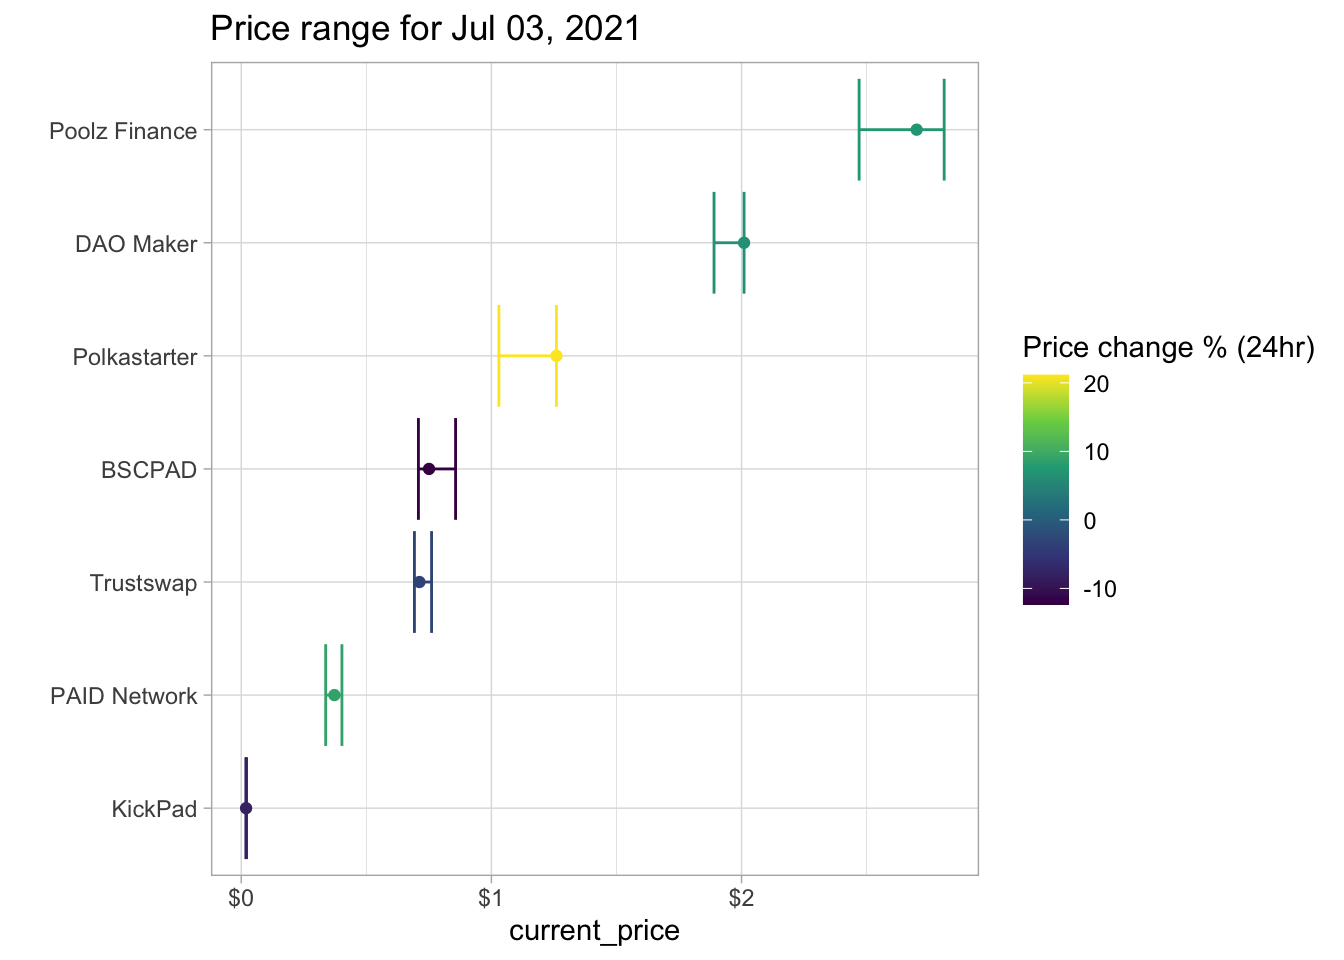 Price range for Jul 03, 2021
Poolz Finance
DAO Maker
Polkastarter
BSCPAD
Trustswap
PAID Network
KickPad
$0 $1 $2
current_price
Price change % (24hr)
20
10
0
-10